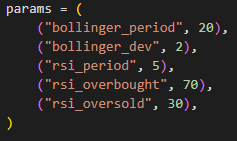 params = (
    ("bollinger_period", 20),
    ("bollinger_dev", 2),
    ("rsi_period", 5),
    ("rsi_overbought", 70),
    ("rsi_oversold", 30),
)